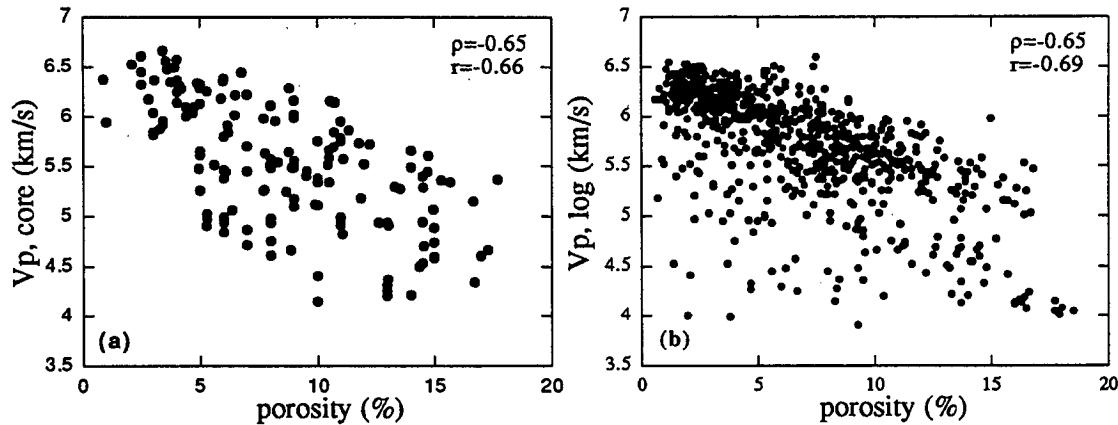 7
6.5
6
5.5
5
4.5
4
3.5
Vp, core (km/s)
ρ=-0.65
r=-0.66
(a)
0
5
10
15
20
porosity (%)
7
6.5
6
5.5
5
4.5
4
3.5
Vp, log (km/s)
ρ=-0.65
r=-0.69
(b)
0
5
10
15
20
porosity (%)